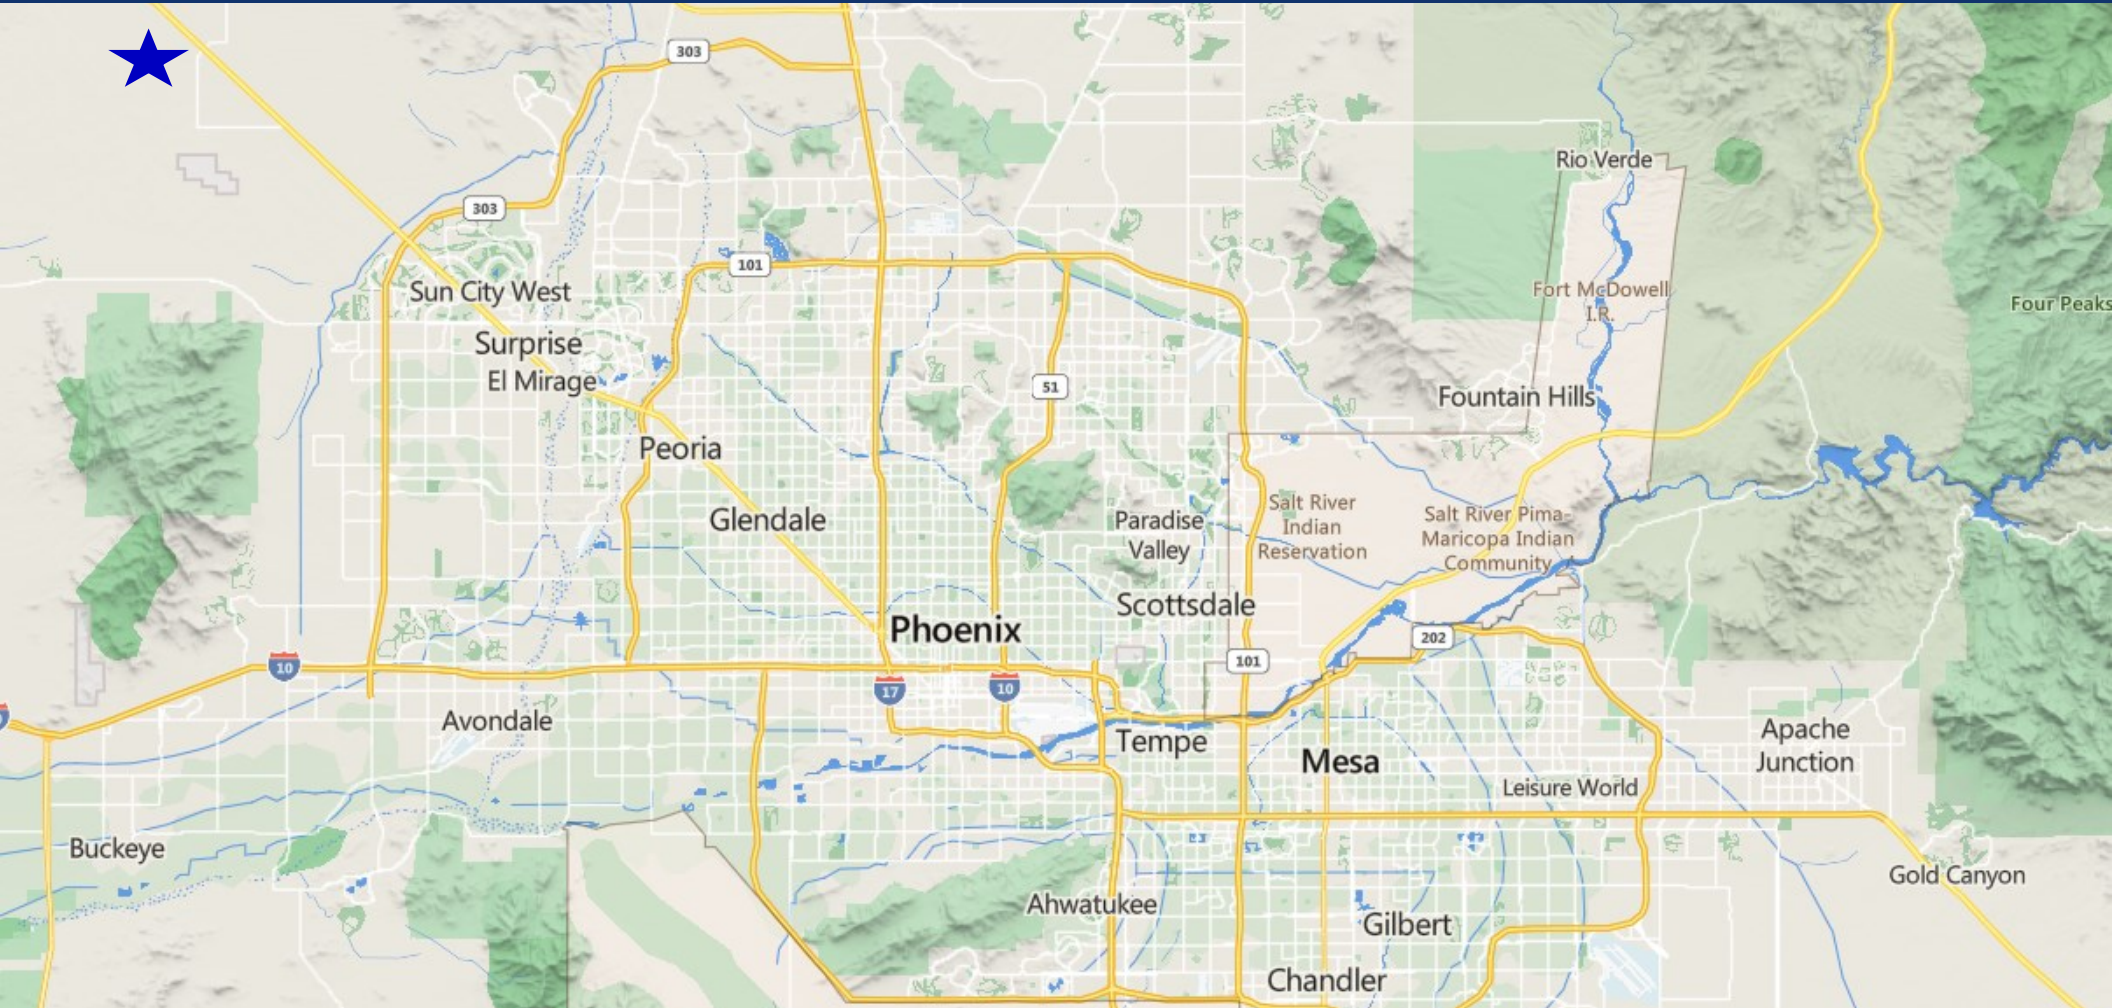 303
Rio Verde
303
101
Sun City West
Fort McDowell
I.R.
Four Peaks
Surprise
El Mirage
51
Fountain Hills
Peoria
Glendale
Paradise
Valley
Salt River
Indian
Reservation
Salt River Pima-
Maricopa Indian
Community
Scottsdale
Phoenix
202
10
101
17
10
Avondale
Tempe
Mesa
Apache
Junction
Leisure World
Buckeye
Gold Canyon
Ahwatukee
Gilbert
Chandler